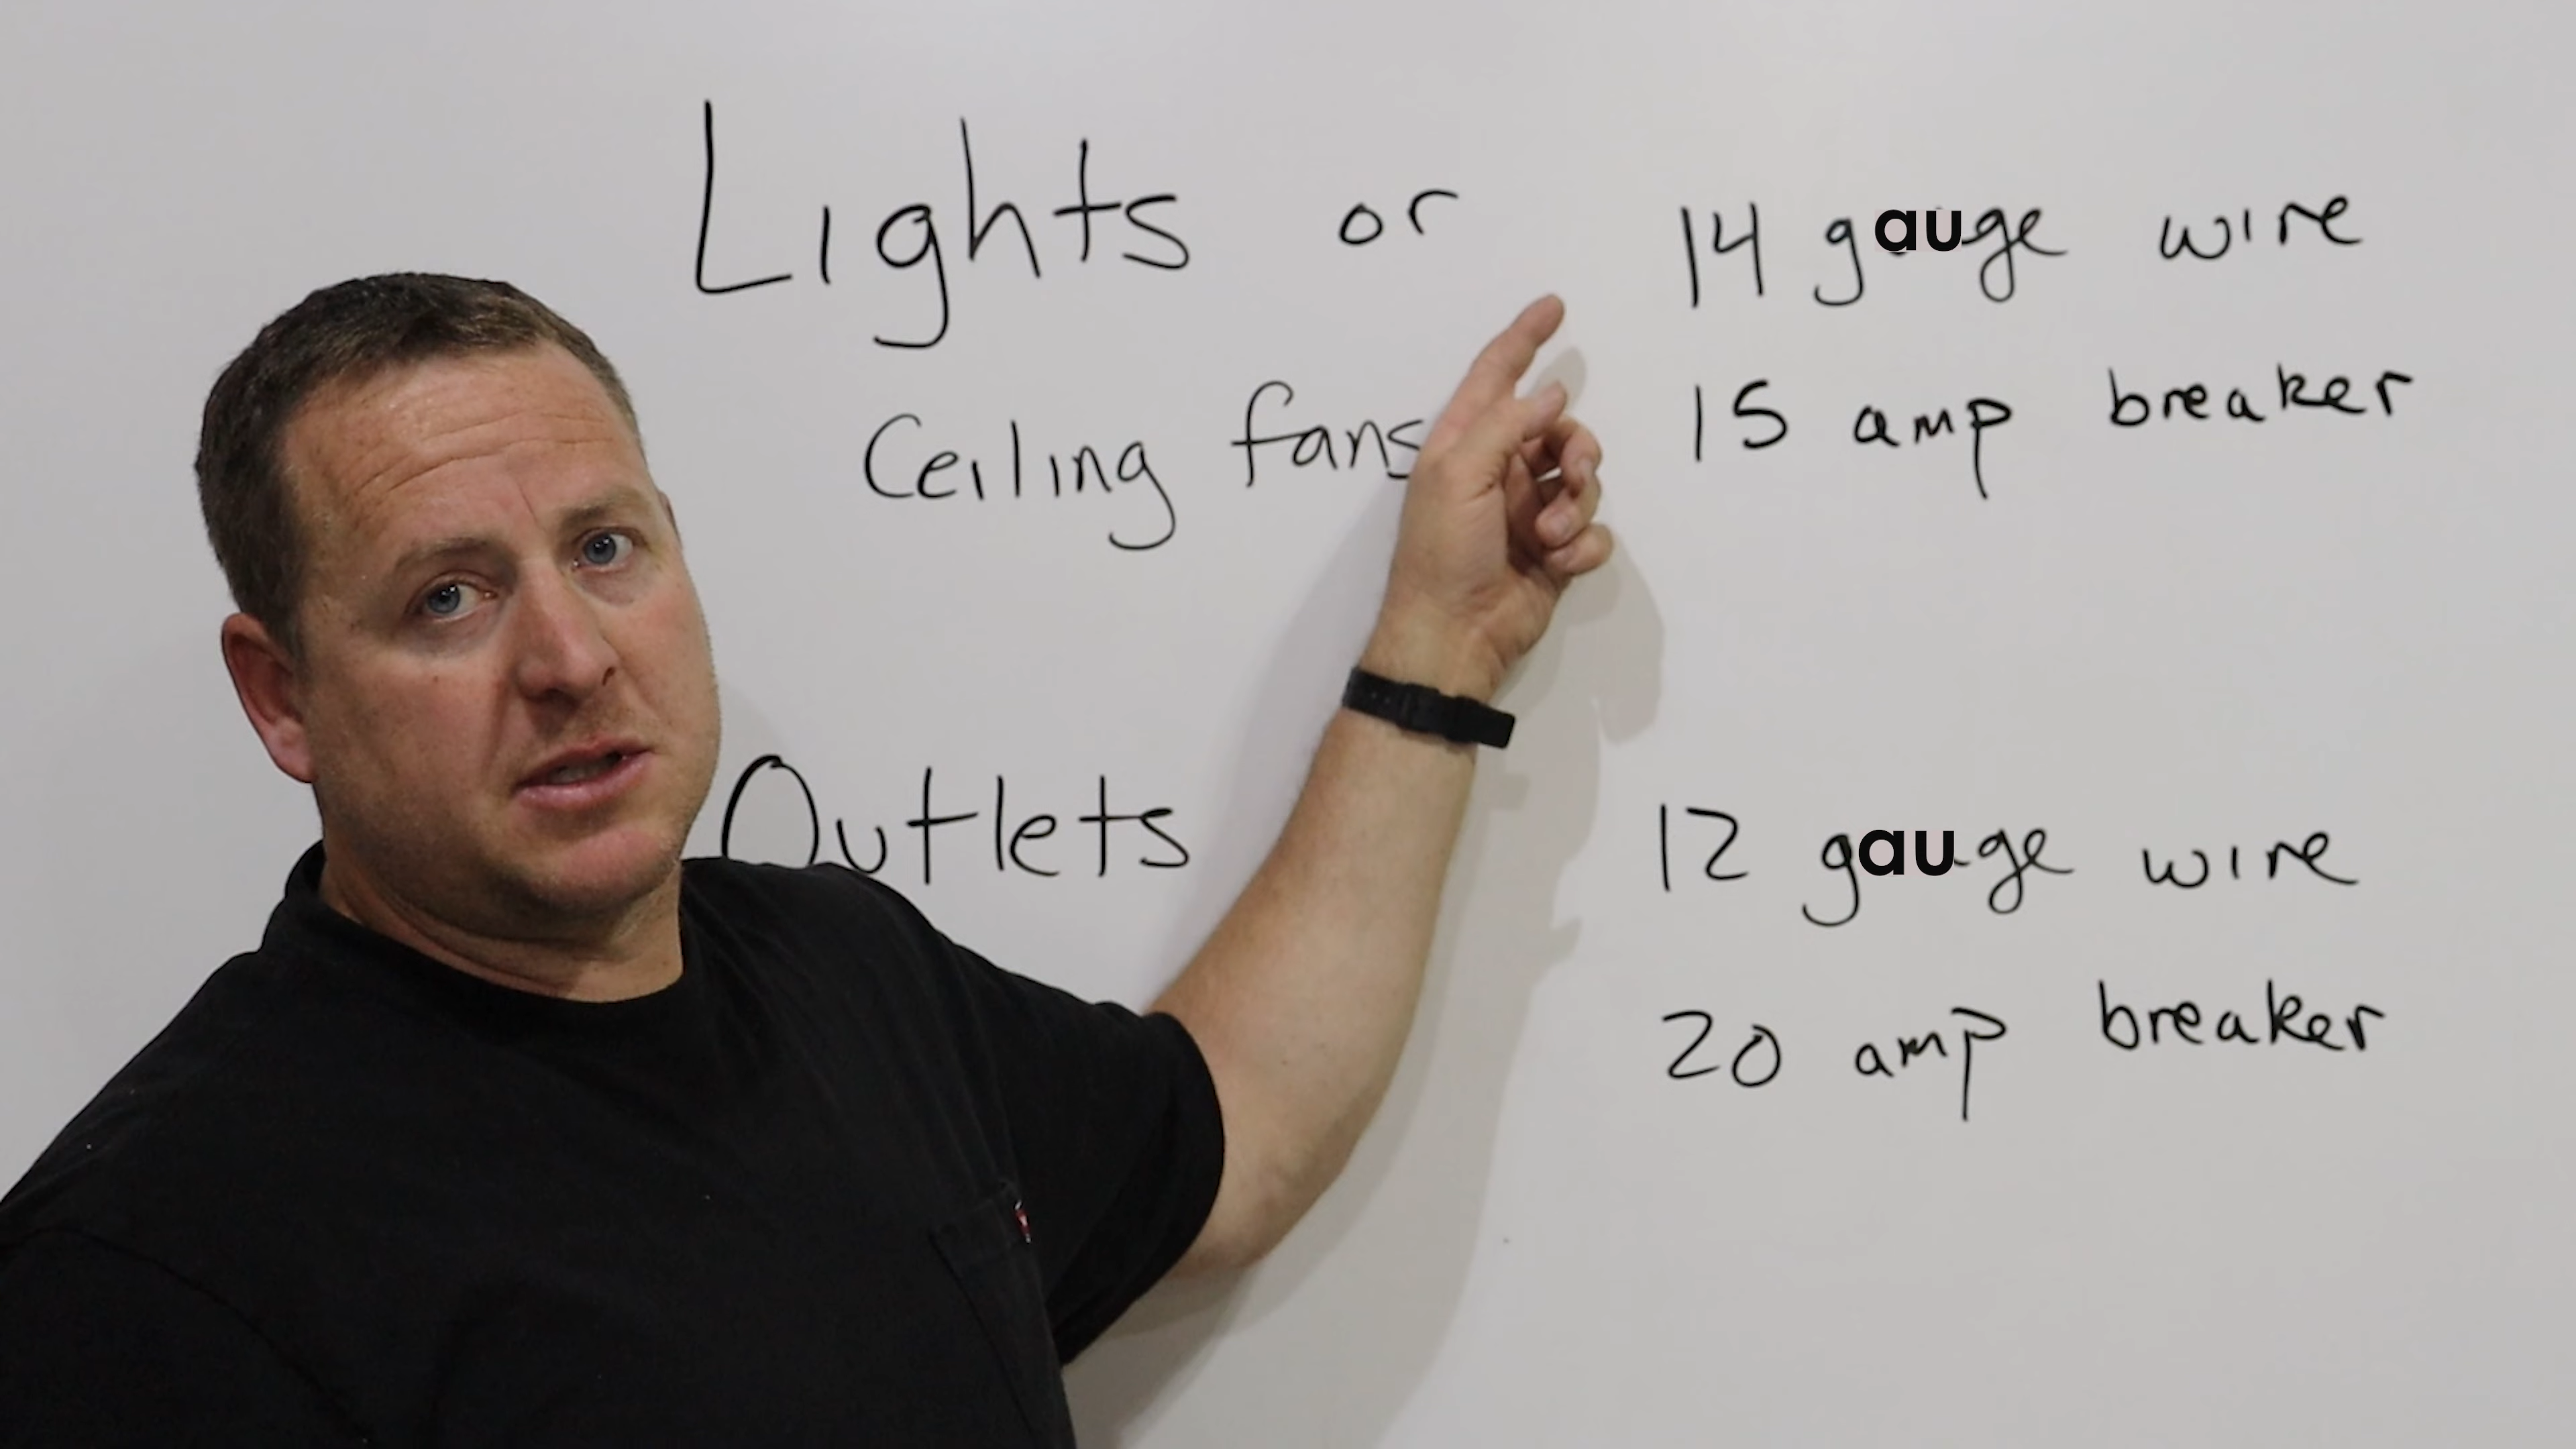 Lights or
Ceiling fans
14 gauge wire
15 amp breaker
Outlets
12 gauge wire
20 amp breaker